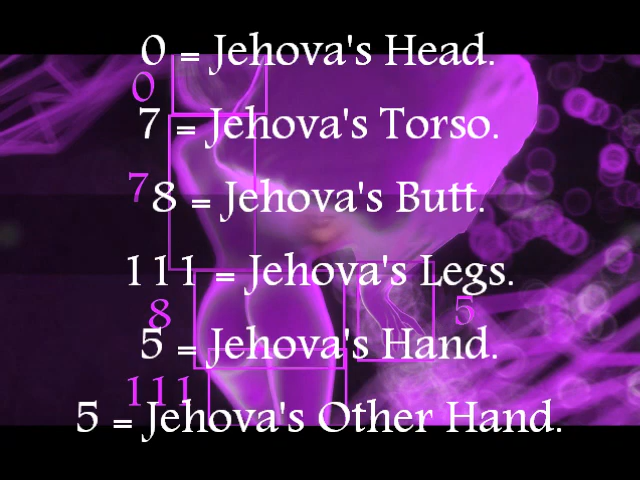 0 = Jehova's Head.
0
7 = Jehova's Torso.
7
8 = Jehova's Butt.
111 = Jehova's Legs.
8
5
5 = Jehova's Hand.
111
5 = Jehova's Other Hand.